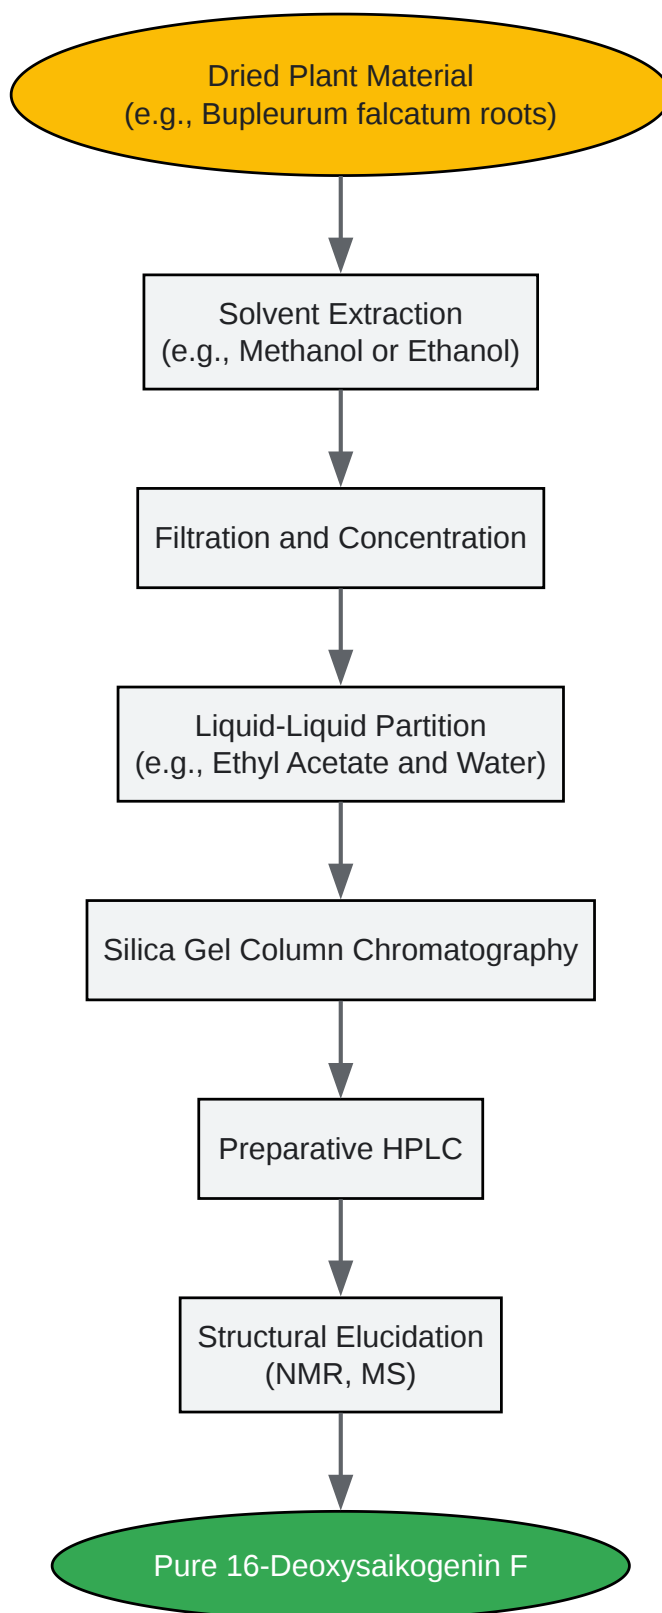 Dried Plant Material
(e.g., Bupleurum falcatum roots)
Solvent Extraction
(e.g., Methanol or Ethanol)
Filtration and Concentration
Liquid-Liquid Partition
(e.g., Ethyl Acetate and Water)
Silica Gel Column Chromatography
Preparative HPLC
Structural Elucidation
(NMR, MS)
Pure 16-Deoxysaikogenin F